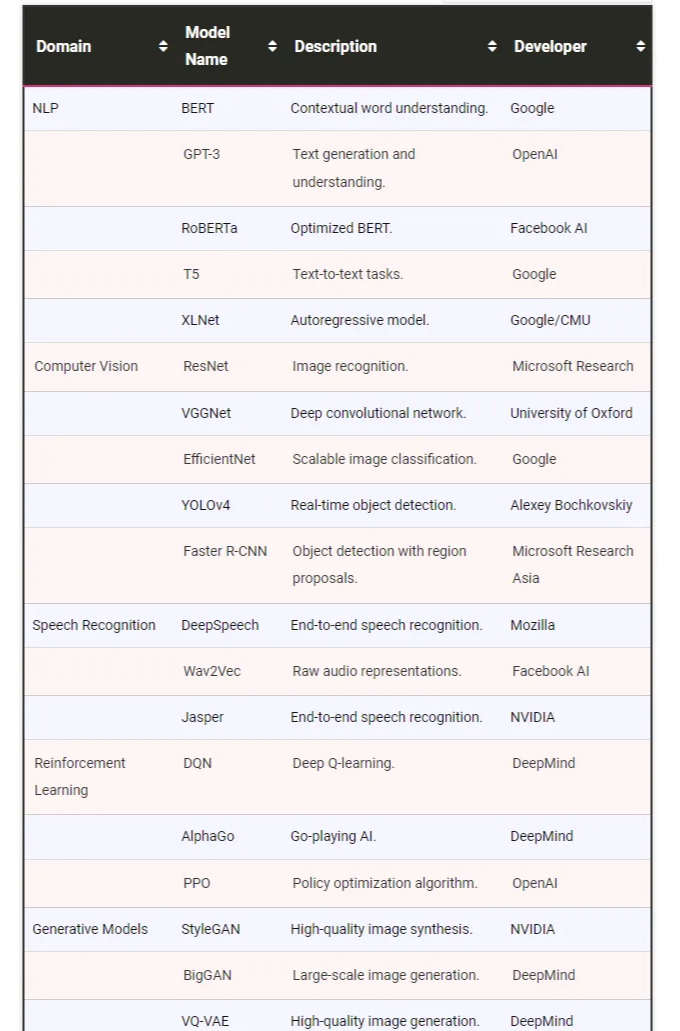 Domain Model Name Description Developer
NLP BERT Contextual word understanding. Google
GPT-3 Text generation and understanding. OpenAI
RoBERTa Optimized BERT. Facebook AI
T5 Text-to-text tasks. Google
XLNet Autoregressive model. Google/CMU
Computer Vision ResNet Image recognition. Microsoft Research
VGGNet Deep convolutional network. University of Oxford
EfficientNet Scalable image classification. Google
YOLOv4 Real-time object detection. Alexey Bochkovskiy
Faster R-CNN Object detection with region proposals. Microsoft Research Asia
Speech Recognition DeepSpeech End-to-end speech recognition. Mozilla
Wav2Vec Raw audio representations. Facebook AI
Jasper End-to-end speech recognition. NVIDIA
Reinforcement Learning DQN Deep Q-learning. DeepMind
AlphaGo Go-playing AI. DeepMind
PPO Policy optimization algorithm. OpenAI
Generative Models StyleGAN High-quality image synthesis. NVIDIA
BigGAN Large-scale image generation. DeepMind
VQ-VAE High-quality image generation. DeepMind